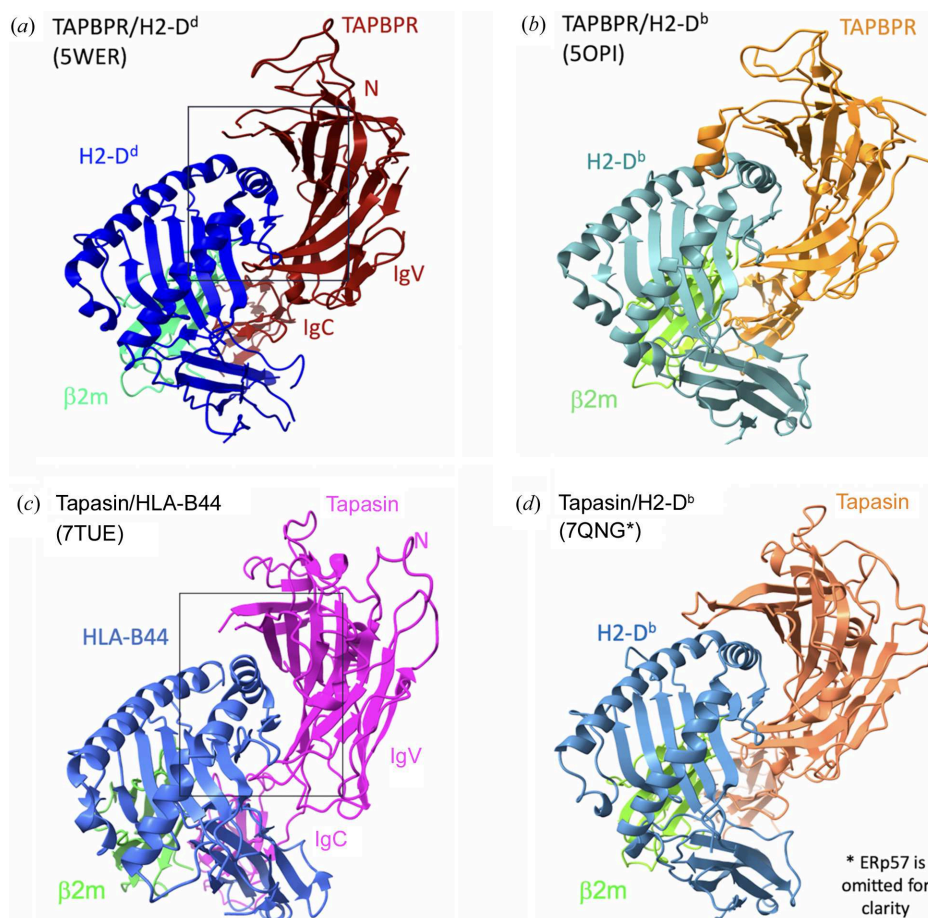 (a) TAPBPR/H2-Dᵈ
(5WER)
TAPBPR
N
H2-Dᵈ
IgV
IgC
β2m
(b) TAPBPR/H2-Dᵇ
(5OPI)
TAPBPR
H2-Dᵇ
β2m
(c) Tapasin/HLA-B44
(7TUE)
Tapasin
N
HLA-B44
IgV
IgC
β2m
(d) Tapasin/H2-Dᵇ
(7QNG*)
Tapasin
H2-Dᵇ
β2m
* ERp57 is
omitted for
clarity